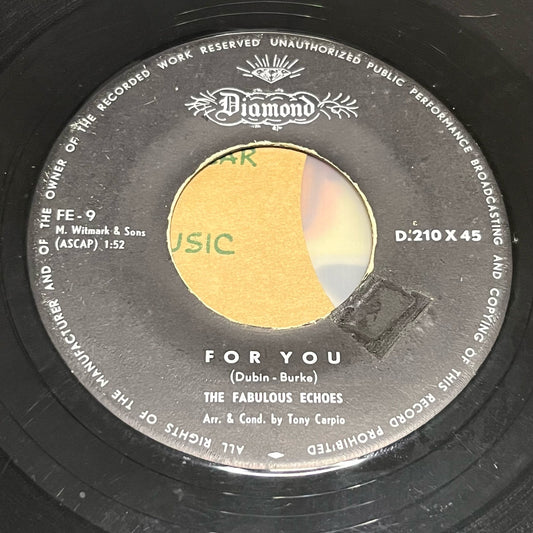 ALL RIGHTS OF THE MANUFACTURER AND OF THE OWNER OF THE RECORDED WORK RESERVED UNAUTHORIZED PUBLIC PERFORMANCE BROADCASTING AND COPYING OF THIS RECORD PROHIBITED
Diamond
FE - 9
M. Witmark & Sons
(ASCAP) 1:52
D.210 X 45
FOR YOU
(Dubin - Burke)
THE FABULOUS ECHOES
Arr. & Cond. by Tony Carpio